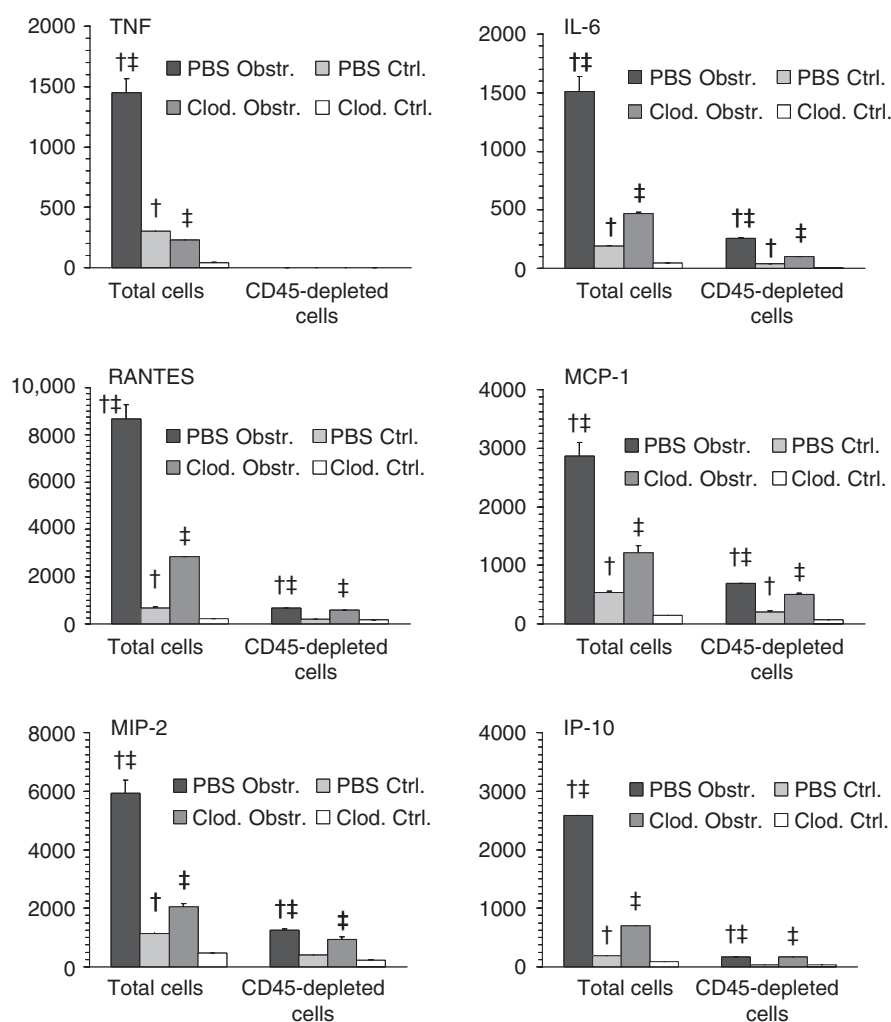 TNF
2000
1500
1000
500
0
†‡
†
‡
PBS Obstr. PBS Ctrl.
Clod. Obstr. Clod. Ctrl.
Total cells CD45-depleted
cells
IL-6
2000
1500
1000
500
0
†‡
†
‡
†‡
†
‡
PBS Obstr. PBS Ctrl.
Clod. Obstr. Clod. Ctrl.
Total cells CD45-depleted
cells
RANTES
10,000
8000
6000
4000
2000
0
†‡
†
‡
†‡
‡
PBS Obstr. PBS Ctrl.
Clod. Obstr. Clod. Ctrl.
Total cells CD45-depleted
cells
MCP-1
4000
3000
2000
1000
0
†‡
†
‡
†‡
†
‡
PBS Obstr. PBS Ctrl.
Clod. Obstr. Clod. Ctrl.
Total cells CD45-depleted
cells
MIP-2
8000
6000
4000
2000
0
†‡
†
‡
†‡
‡
PBS Obstr. PBS Ctrl.
Clod. Obstr. Clod. Ctrl.
Total cells CD45-depleted
cells
IP-10
4000
3000
2000
1000
0
†‡
†
‡
†‡
‡
PBS Obstr. PBS Ctrl.
Clod. Obstr. Clod. Ctrl.
Total cells CD45-depleted
cells